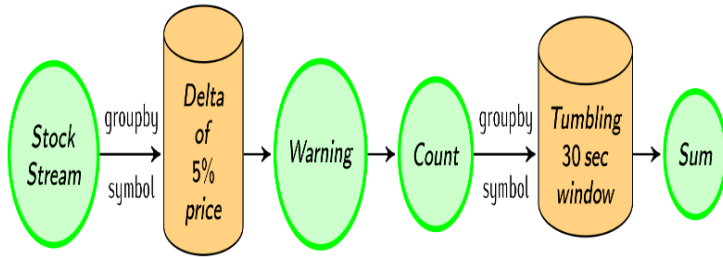 Stock
Stream
groupby
symbol
Delta
of
5%
price
Warning
Count
groupby
symbol
Tumbling
30 sec
window
Sum